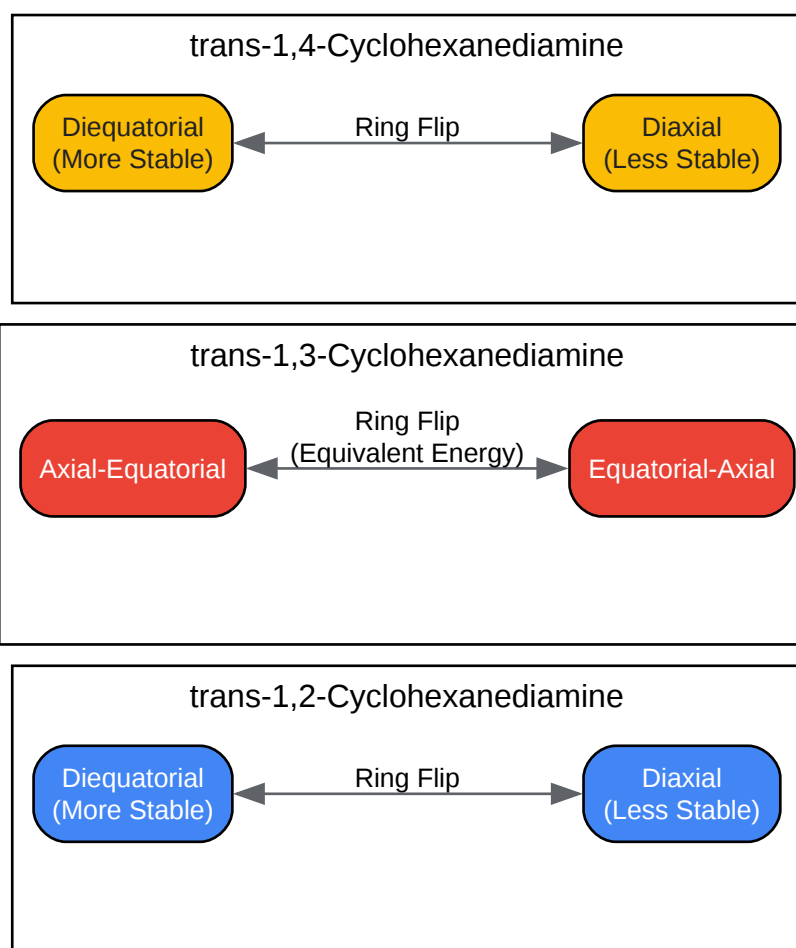 trans-1,4-Cyclohexanediamine
Diequatorial
(More Stable)
Ring Flip
Diaxial
(Less Stable)
trans-1,3-Cyclohexanediamine
Axial-Equatorial
Ring Flip
(Equivalent Energy)
Equatorial-Axial
trans-1,2-Cyclohexanediamine
Diequatorial
(More Stable)
Ring Flip
Diaxial
(Less Stable)